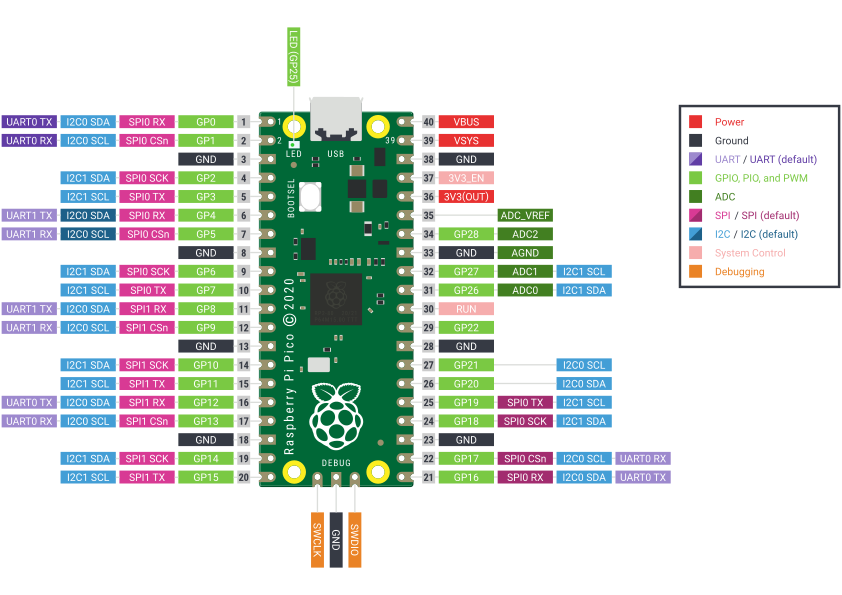 LED (GP25)
UART0 TX I2C0 SDA SPI0 RX GP0 1
UART0 RX I2C0 SCL SPI0 CSn GP1 2
GND 3
I2C1 SDA SPI0 SCK GP2 4
I2C1 SCL SPI0 TX GP3 5
UART1 TX I2C0 SDA SPI0 RX GP4 6
UART1 RX I2C0 SCL SPI0 CSn GP5 7
GND 8
I2C1 SDA SPI0 SCK GP6 9
I2C1 SCL SPI0 TX GP7 10
UART1 TX I2C0 SDA SPI1 RX GP8 11
UART1 RX I2C0 SCL SPI1 CSn GP9 12
GND 13
I2C1 SDA SPI1 SCK GP10 14
I2C1 SCL SPI1 TX GP11 15
UART0 TX I2C0 SDA SPI1 RX GP12 16
UART0 RX I2C0 SCL SPI1 CSn GP13 17
GND 18
I2C1 SDA SPI1 SCK GP14 19
I2C1 SCL SPI1 TX GP15 20
1
2
39
LED
USB
BOOTSEL
Raspberry Pi Pico © 2020
DEBUG
40 VBUS
39 VSYS
38 GND
37 3V3_EN
36 3V3(OUT)
35 ADC_VREF
34 GP28 ADC2
33 GND AGND
32 GP27 ADC1 I2C1 SCL
31 GP26 ADC0 I2C1 SDA
30 RUN
29 GP22
28 GND
27 GP21 I2C0 SCL
26 GP20 I2C0 SDA
25 GP19 SPI0 TX I2C1 SCL
24 GP18 SPI0 SCK I2C1 SDA
23 GND
22 GP17 SPI0 CSn I2C0 SCL UART0 RX
21 GP16 SPI0 RX I2C0 SDA UART0 TX
SWCLK
GND
SWDIO
Power
Ground
UART / UART (default)
GPIO, PIO, and PWM
ADC
SPI / SPI (default)
I2C / I2C (default)
System Control
Debugging